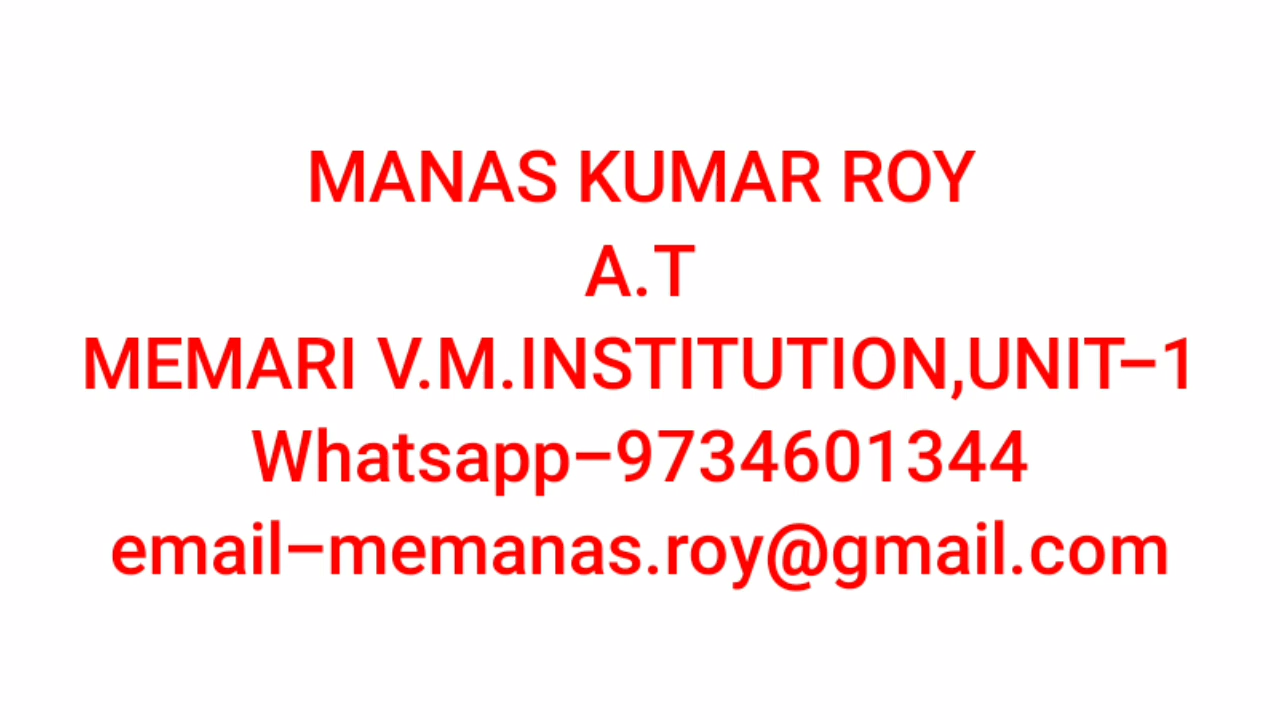 MANAS KUMAR ROY
A.T
MEMARI V.M.INSTITUTION,UNIT–1
Whatsapp–9734601344
email–memanas.roy@gmail.com